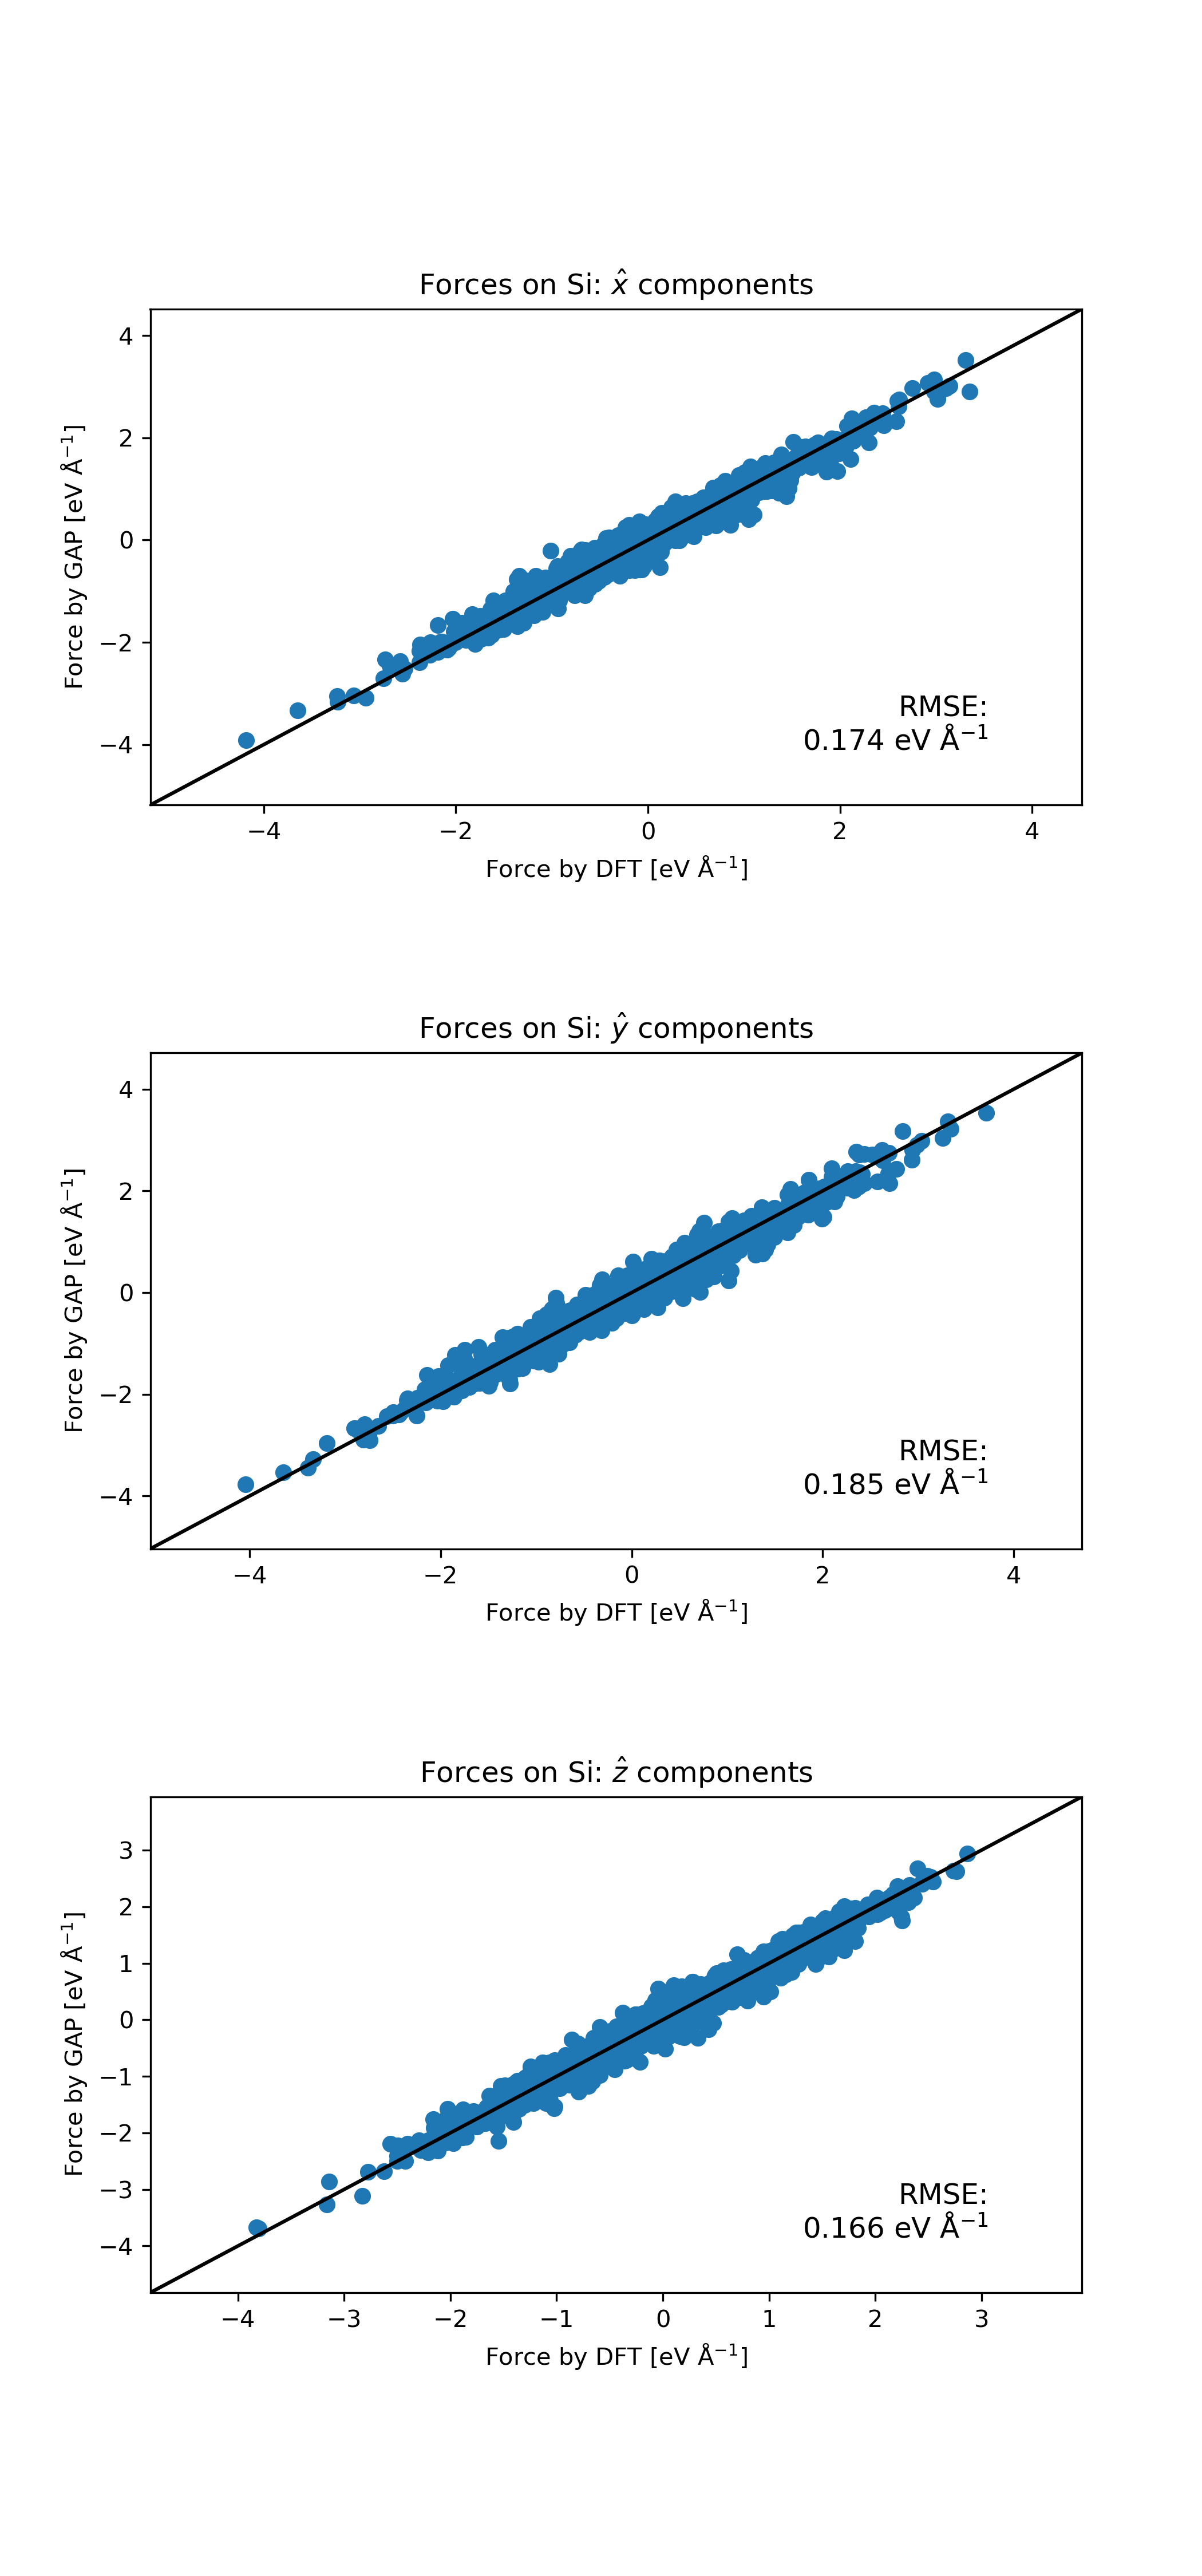 Forces on Si: x̂ components
4
2
0
−2
−4
Force by GAP [eV Å⁻¹]
RMSE:
0.174 eV Å⁻¹
−4 −2 0 2 4
Force by DFT [eV Å⁻¹]
Forces on Si: ŷ components
4
2
0
−2
−4
Force by GAP [eV Å⁻¹]
RMSE:
0.185 eV Å⁻¹
−4 −2 0 2 4
Force by DFT [eV Å⁻¹]
Forces on Si: ẑ components
3
2
1
0
−1
−2
−3
−4
Force by GAP [eV Å⁻¹]
RMSE:
0.166 eV Å⁻¹
−4 −3 −2 −1 0 1 2 3
Force by DFT [eV Å⁻¹]